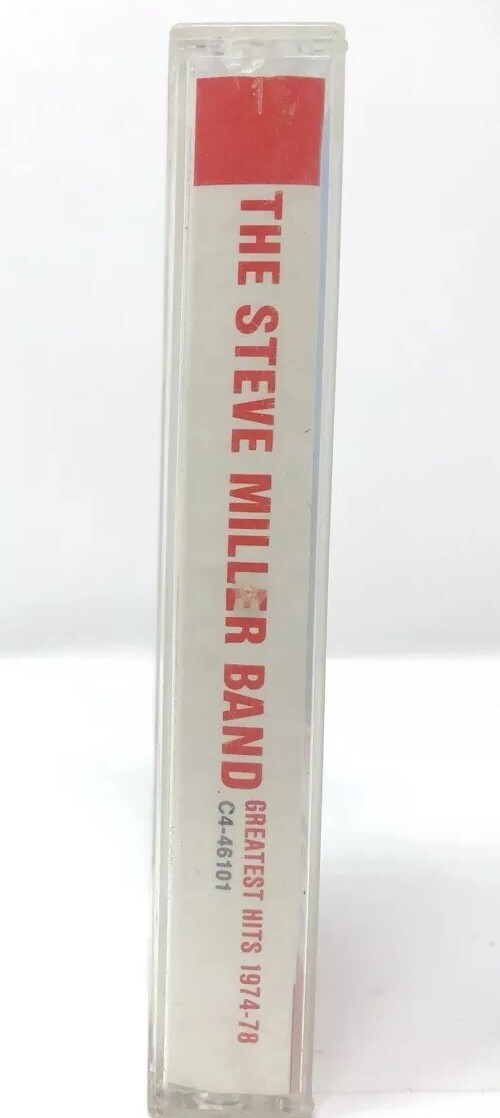 THE STEVE MILLER BAND
GREATEST HITS 1974-78
C4-46101